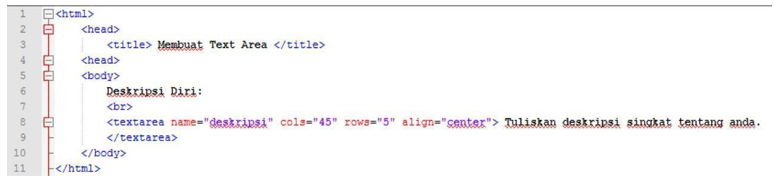 1 <html>
2 <head>
3 <title> Membuat Text Area </title>
4 <head>
5 <body>
6 Deskripsi Diri:
7 <br>
8 <textarea name="deskripsi" cols="45" rows="5" align="center"> Tuliskan deskripsi singkat tentang anda.
9 </textarea>
10 </body>
11 </html>